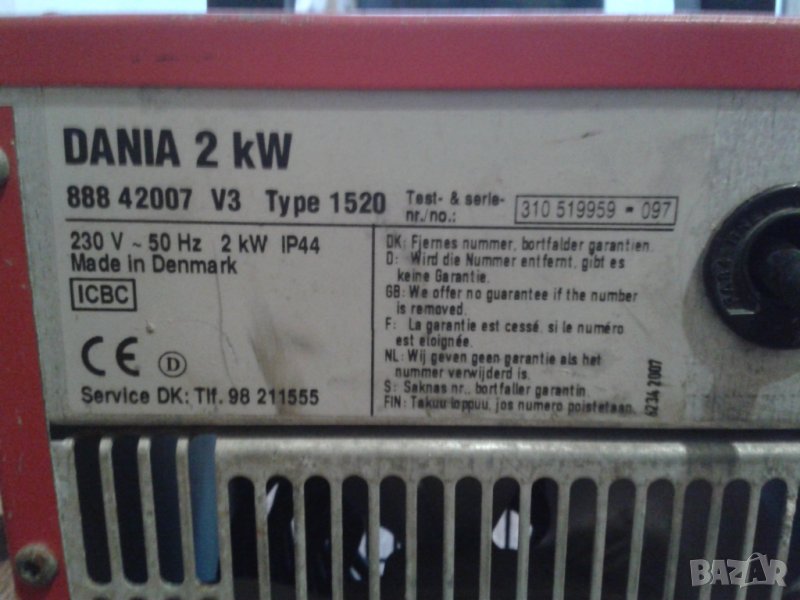 DANIA 2 kW
888 42007 V3 Type 1520
Test- & serie-
nr./no.:
310 519959 - 097
230 V ~ 50 Hz 2 kW IP44
Made in Denmark
ICBC
CE D
Service DK: Tlf. 98 211555
DK: Fjernes nummer, bortfalder garantien.
D: Wird die Nummer entfernt, gibt es
keine Garantie.
GB: We offer no guarantee if the number
is removed.
F: La garantie est cessé, si le numéro
est eloignée.
NL: Wij geven geen garantie als het
nummer verwijderd is.
S: Saknas nr., bortfaller garantin.
FIN: Takuu loppuu, jos numero poistetaan.
6234 2007
BAZAR